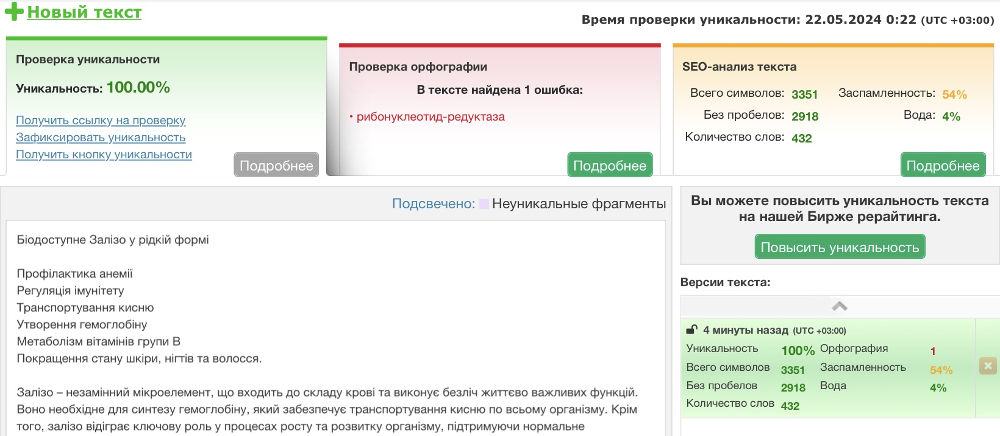 Новый текст
Время проверки уникальности: 22.05.2024 0:22 (UTC +03:00)
Проверка уникальности
Уникальность: 100.00%
Получить ссылку на проверку
Зафиксировать уникальность
Получить кнопку уникальности
Подробнее
Проверка орфографии
В тексте найдена 1 ошибка:
• рибонуклеотид-редуктаза
Подробнее
SEO-анализ текста
Всего символов: 3351 Заспамленность: 54%
Без пробелов: 2918 Вода: 4%
Количество слов: 432
Подробнее
Подсвечено: Неуникальные фрагменты
Біодоступне Залізо у рідкій формі
Профілактика анемії
Регуляція імунітету
Транспортування кисню
Утворення гемоглобіну
Метаболізм вітамінів групи В
Покращення стану шкіри, нігтів та волосся.
Залізо – незамінний мікроелемент, що входить до складу крові та виконує безліч життєво важливих функцій.
Воно необхідне для синтезу гемоглобіну, який забезпечує транспортування кисню по всьому організму. Крім
того, залізо відіграє ключову роль у процесах росту та розвитку організму, підтримуючи нормальне
Вы можете повысить уникальность текста
на нашей Бирже рерайтинга.
Повысить уникальность
Версии текста:
4 минуты назад (UTC +03:00)
Уникальность 100% Орфография 1
Всего символов 3351 Заспамленность 54%
Без пробелов 2918 Вода 4%
Количество слов 432